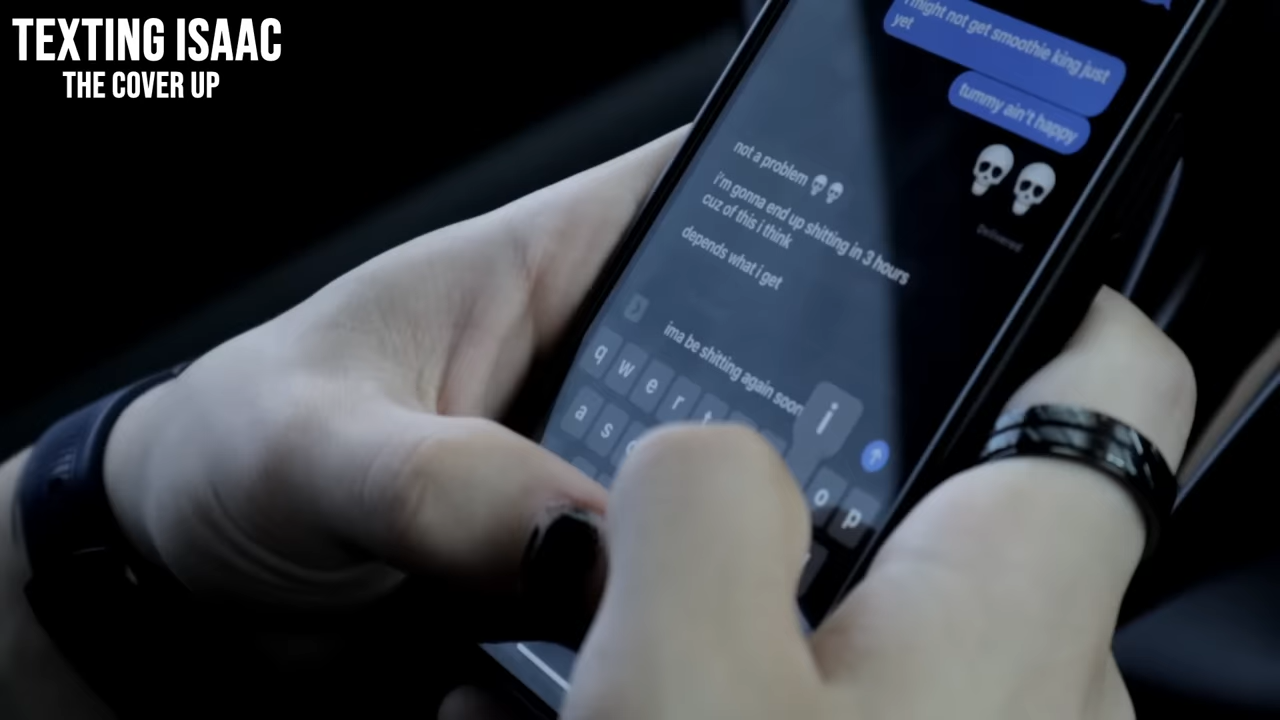 TEXTING ISAAC
THE COVER UP
i might not get smoothie king just
yet
tummy ain't happy
💀💀
Delivered
not a problem 💀💀
i'm gonna end up shitting in 3 hours
cuz of this i think
depends what i get
ima be shitting again soon
i
q w e r t
o p
a s